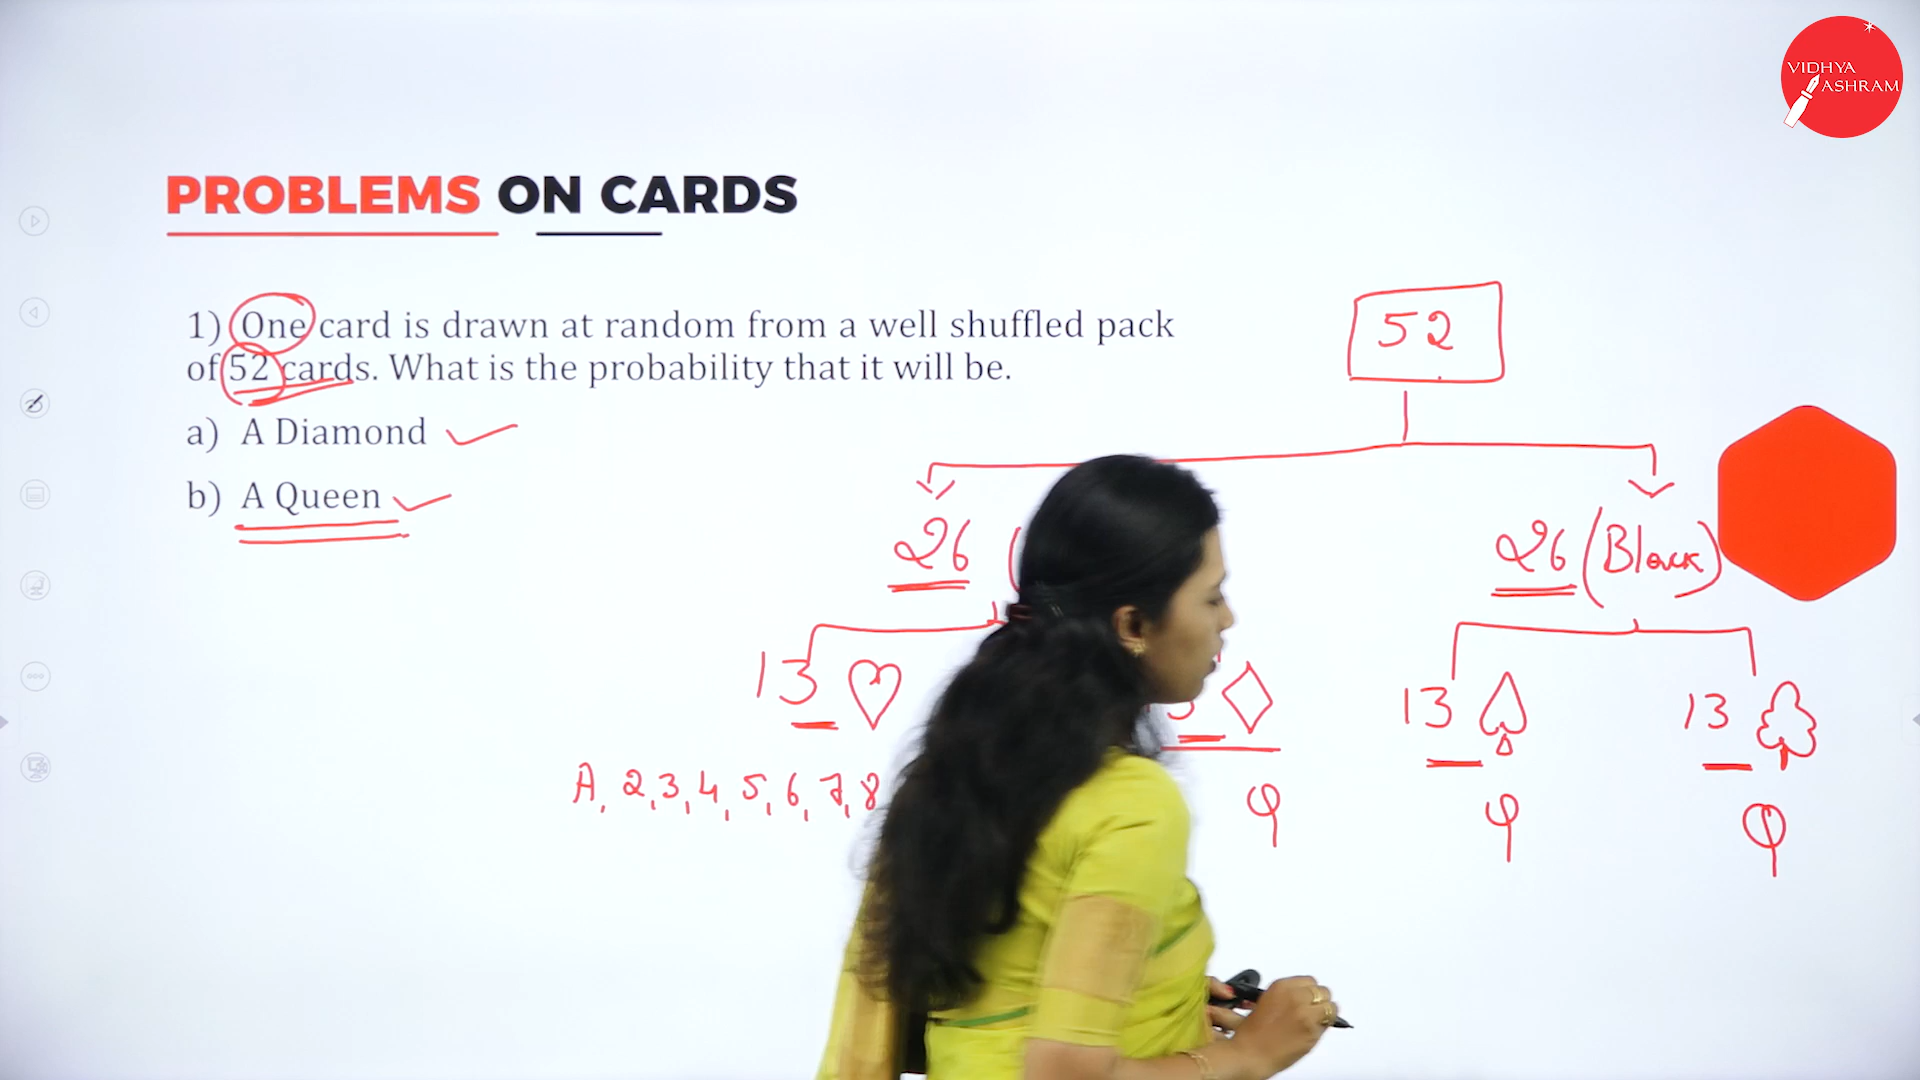 VIDHYA
ASHRAM
PROBLEMS ON CARDS
1) One card is drawn at random from a well shuffled pack
of 52 cards. What is the probability that it will be.
a) A Diamond
b) A Queen
52
26 (
26 (Black)
13
13
13
A, 2, 3, 4, 5, 6, 7, 8
Q
Q
Q